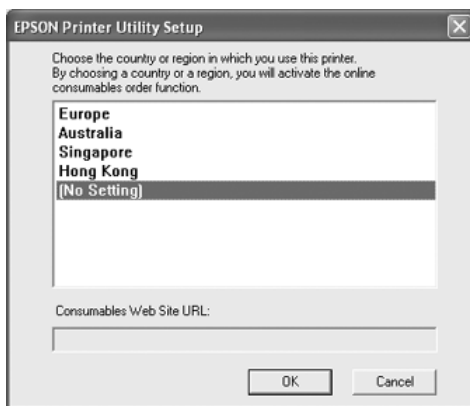 EPSON Printer Utility Setup
Choose the country or region in which you use this printer.
By choosing a country or a region, you will activate the online
consumables order function.
Europe
Australia
Singapore
Hong Kong
(No Setting)
Consumables Web Site URL:
OK
Cancel